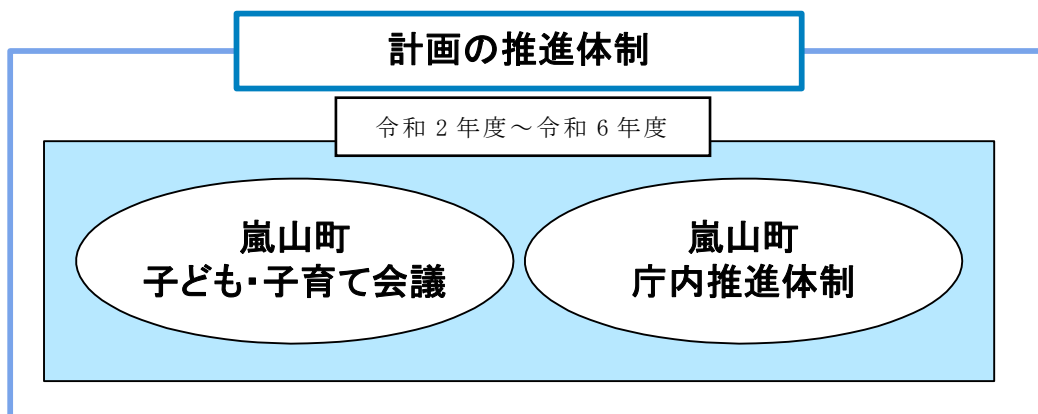 計画の推進体制
令和2年度～令和6年度
嵐山町
子ども・子育て会議
嵐山町
庁内推進体制